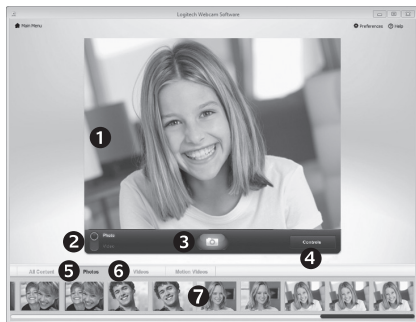 Logitech Webcam Software
Main Menu
Preferences
Help
1
2
Photo
Video
3
Controls
4
All Content
5
Photos
6
Videos
Motion Videos
7